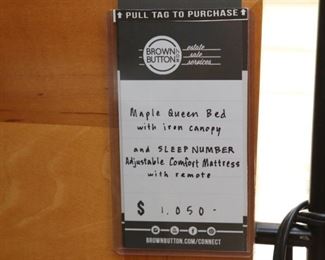 PULL TAG TO PURCHASE
BROWN
BUTTON
estate
sale
services
Maple Queen Bed
with iron canopy
and SLEEP NUMBER
Adjustable Comfort Mattress
with remote
$ 1,050-
BROWNBUTTON.COM/CONNECT